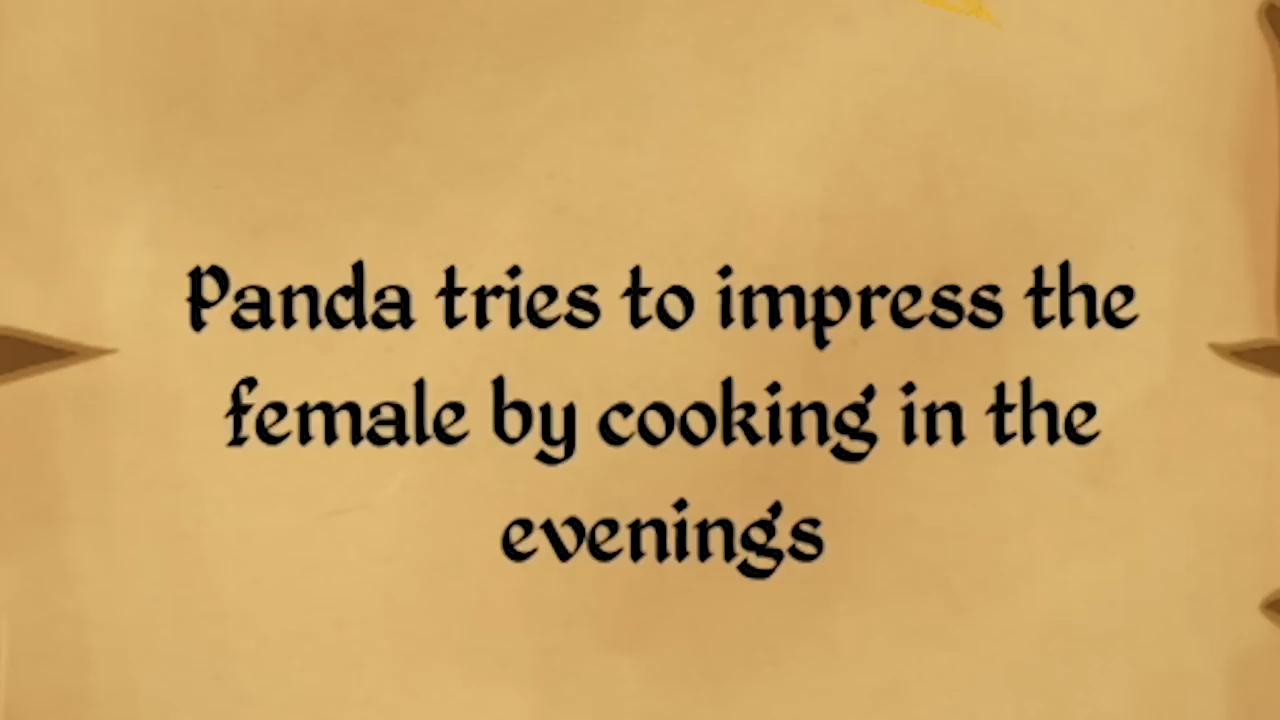 Panda tries to impress the
female by cooking in the
evenings